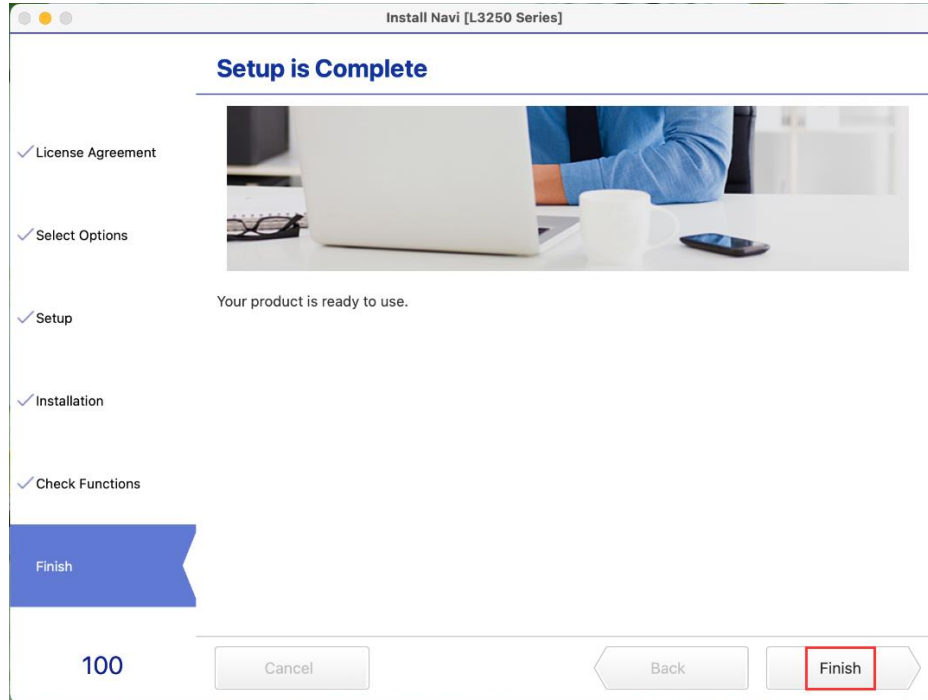 Install Navi [L3250 Series]
Setup is Complete
License Agreement
Select Options
Your product is ready to use.
Setup
Installation
Check Functions
Finish
100
Cancel
Back
Finish